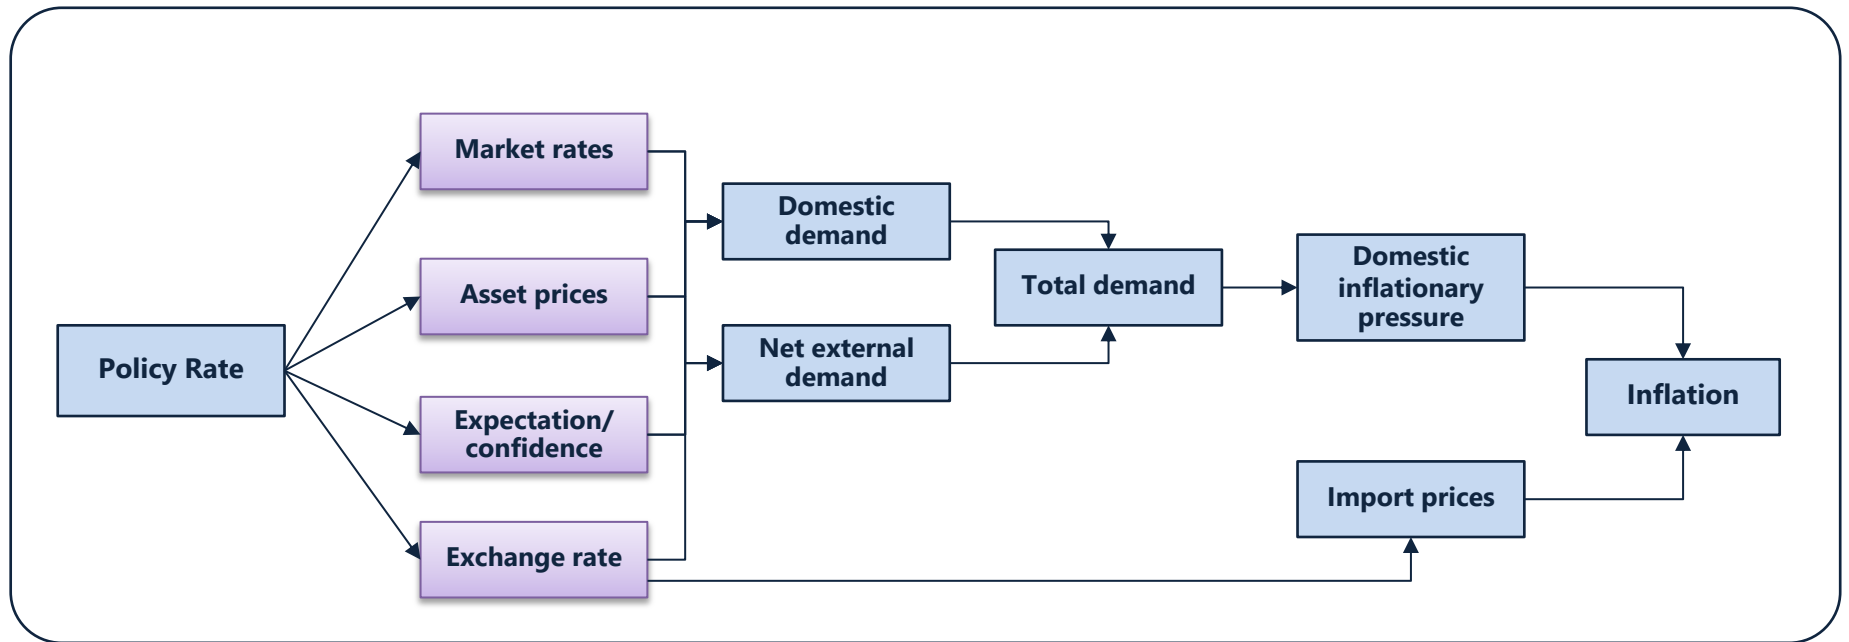 Policy Rate
Market rates
Asset prices
Expectation/
confidence
Exchange rate
Domestic
demand
Net external
demand
Total demand
Domestic
inflationary
pressure
Import prices
Inflation